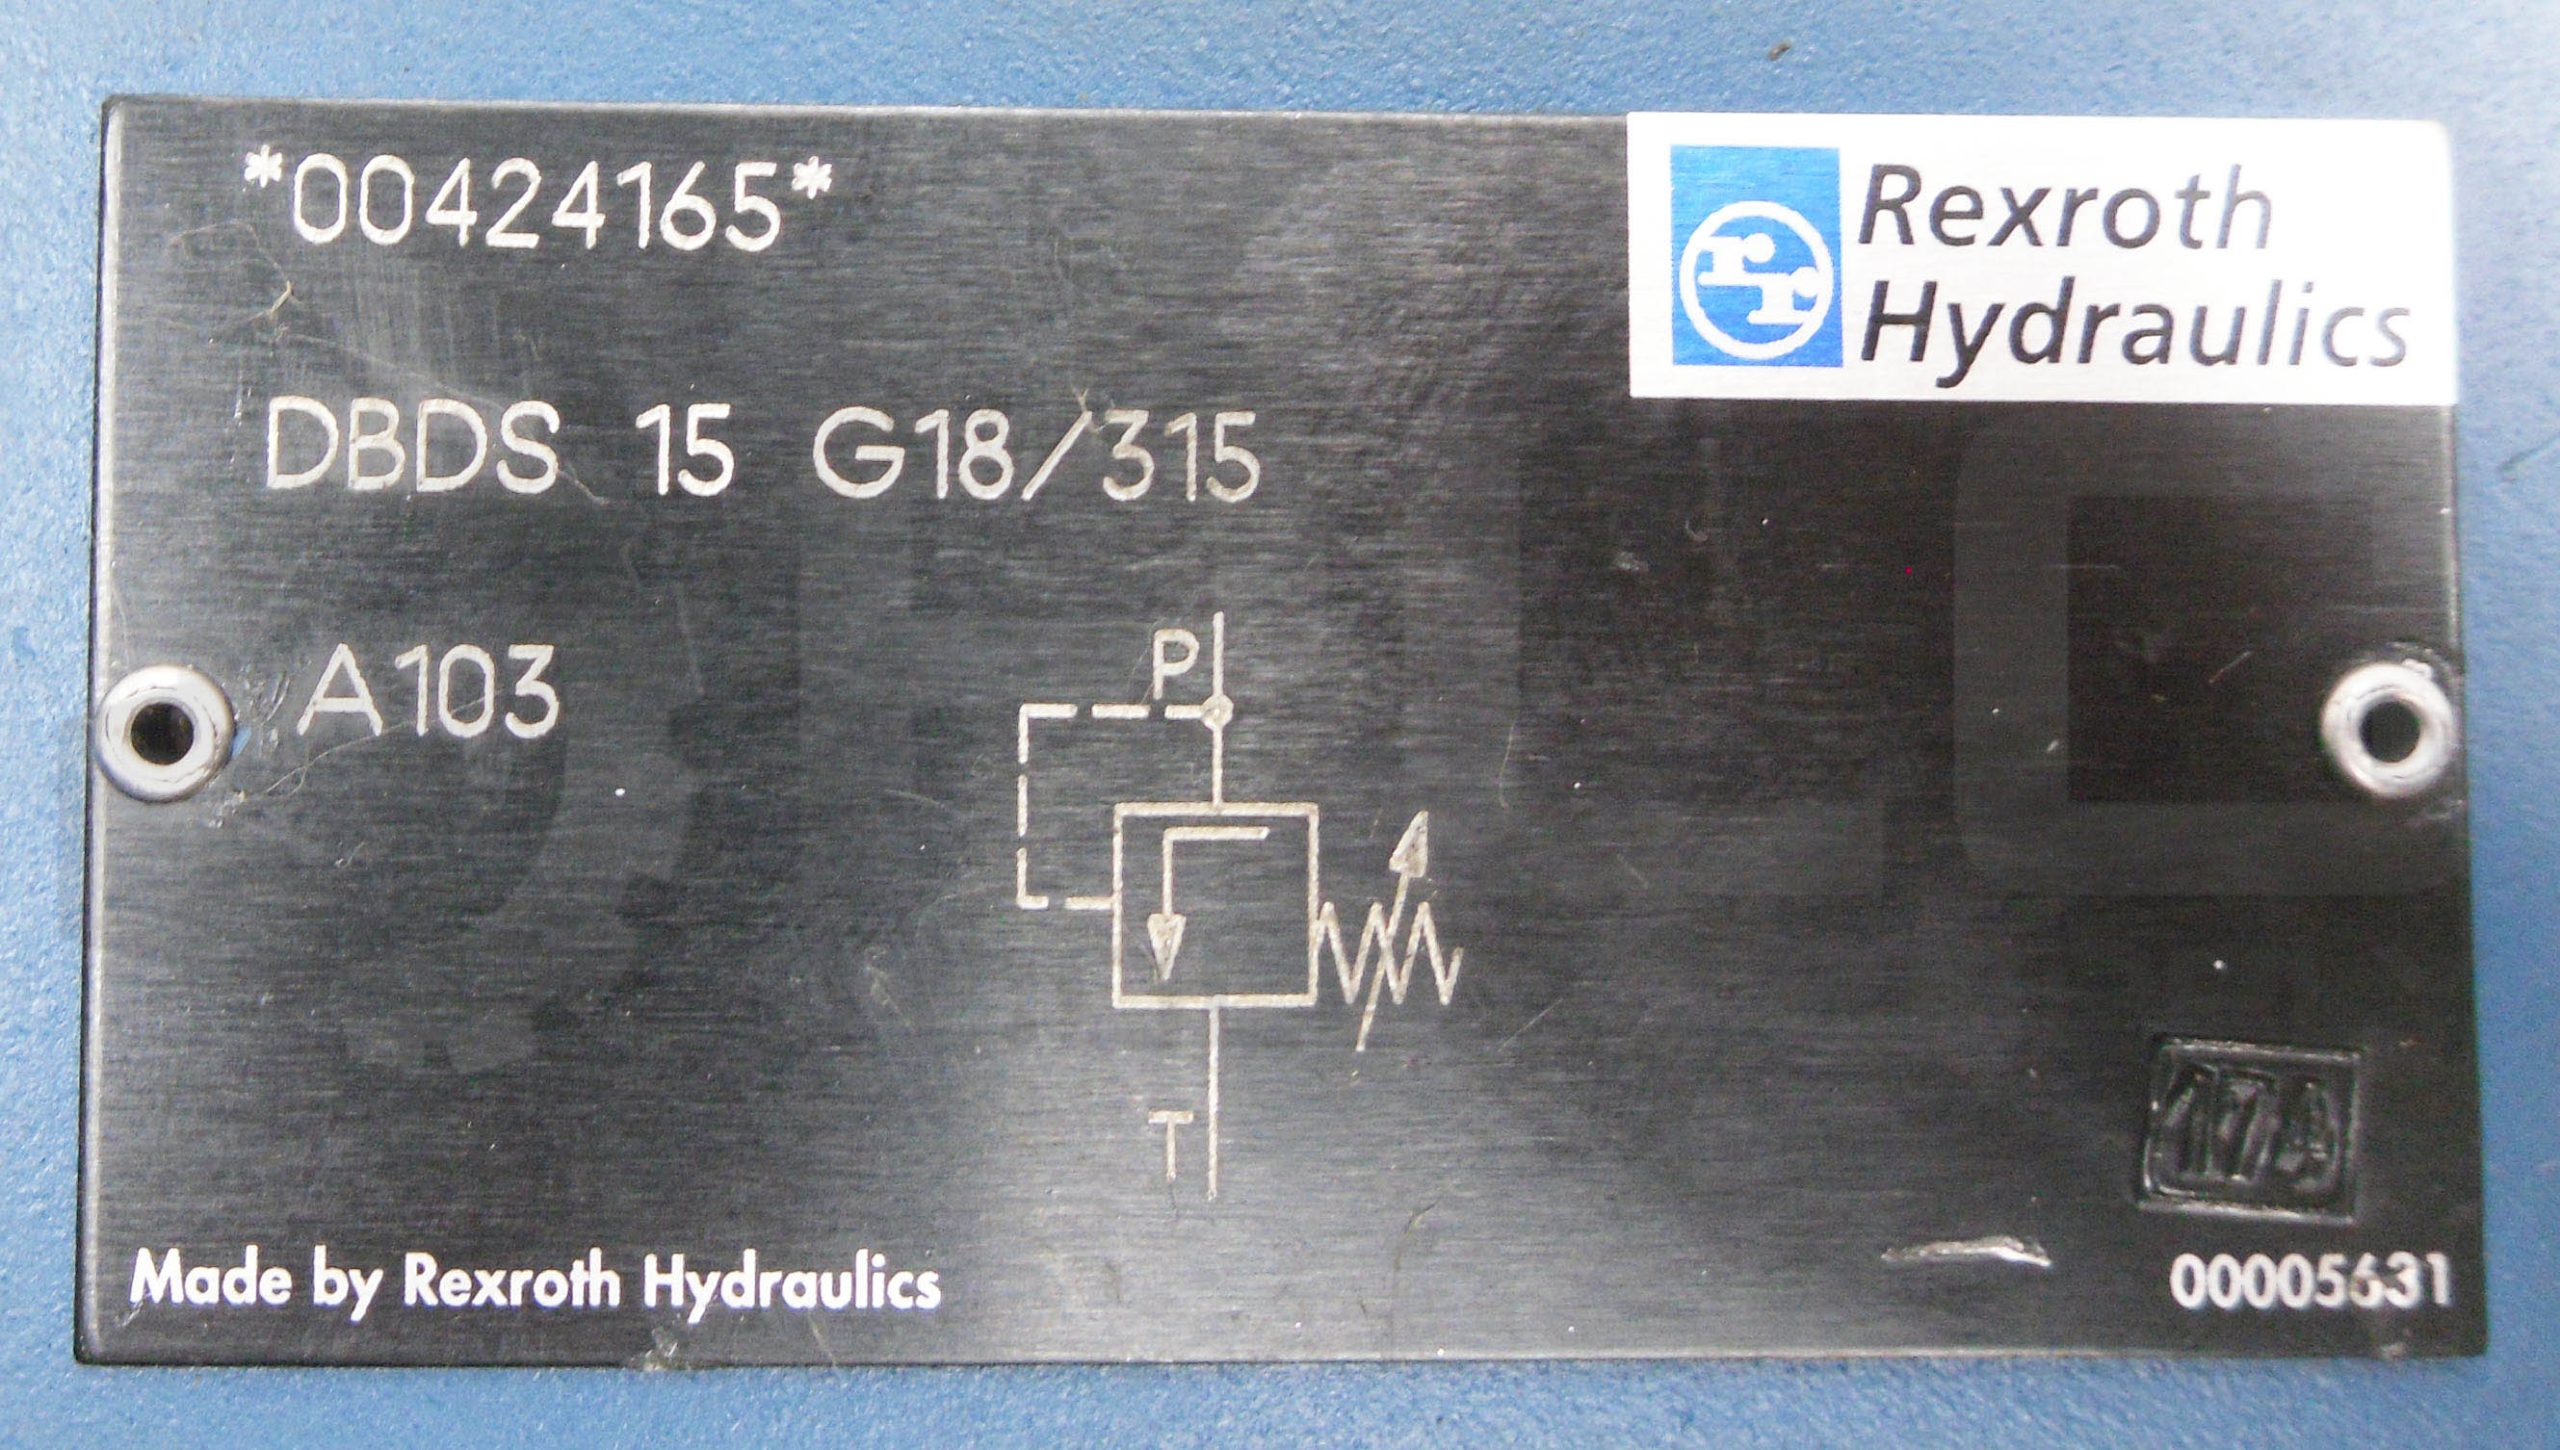 *00424165*
Rexroth
Hydraulics
DBDS 15 G18/315
A103
P
T
Made by Rexroth Hydraulics
00005631